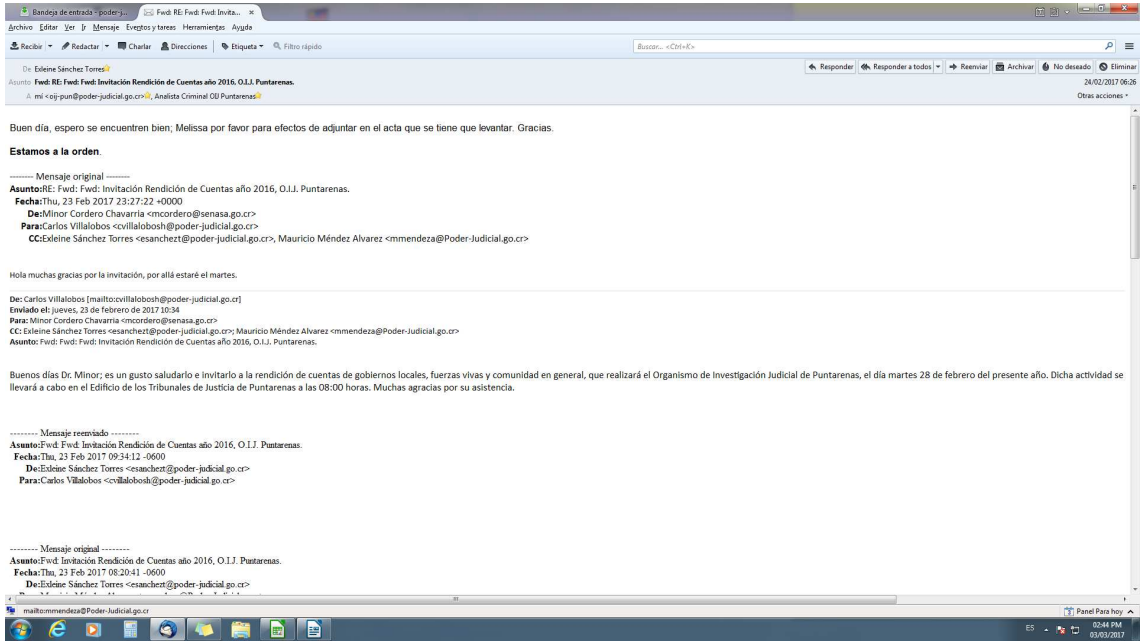 Bandeja de entrada - poder-j...
Fwd: RE: Fwd: Fwd: Invita...
Archivo Editar Ver Ir Mensaje Eventos y tareas Herramientas Ayuda
Recibir Redactar Charlar Direcciones Etiqueta Filtro rápido
Buscar... <Ctrl+K>
De Exleine Sánchez Torres
Responder Responder a todos Reenviar Archivar No deseado Eliminar
Asunto Fwd: RE: Fwd: Fwd: Invitación Rendición de Cuentas año 2016, O.I.J. Puntarenas.
24/02/2017 06:26
A mí <oij-pun@poder-judicial.go.cr>, Analista Criminal OIJ Puntarenas
Otras acciones
Buen día, espero se encuentren bien; Melissa por favor para efectos de adjuntar en el acta que se tiene que levantar. Gracias.
Estamos a la orden.
-------- Mensaje original --------
Asunto:RE: Fwd: Fwd: Invitación Rendición de Cuentas año 2016, O.I.J. Puntarenas.
Fecha:Thu, 23 Feb 2017 23:27:22 +0000
De:Minor Cordero Chavarria <mcordero@senasa.go.cr>
Para:Carlos Villalobos <cvillalobosh@poder-judicial.go.cr>
CC:Exleine Sánchez Torres <esanchezt@poder-judicial.go.cr>, Mauricio Méndez Alvarez <mmendeza@Poder-Judicial.go.cr>
Hola muchas gracias por la invitación, por allá estaré el martes.
De: Carlos Villalobos [mailto:cvillalobosh@poder-judicial.go.cr]
Enviado el: jueves, 23 de febrero de 2017 10:34
Para: Minor Cordero Chavarria <mcordero@senasa.go.cr>
CC: Exleine Sánchez Torres <esanchezt@poder-judicial.go.cr>; Mauricio Méndez Alvarez <mmendeza@Poder-Judicial.go.cr>
Asunto: Fwd: Fwd: Fwd: Invitación Rendición de Cuentas año 2016, O.I.J. Puntarenas.
Buenos días Dr. Minor; es un gusto saludarlo e invitarlo a la rendición de cuentas de gobiernos locales, fuerzas vivas y comunidad en general, que realizará el Organismo de Investigación Judicial de Puntarenas, el día martes 28 de febrero del presente año. Dicha actividad se
llevará a cabo en el Edificio de los Tribunales de Justicia de Puntarenas a las 08:00 horas. Muchas agracias por su asistencia.
-------- Mensaje reenviado --------
Asunto:Fwd: Fwd: Invitación Rendición de Cuentas año 2016, O.I.J. Puntarenas.
Fecha:Thu, 23 Feb 2017 09:34:12 -0600
De:Exleine Sánchez Torres <esanchezt@poder-judicial.go.cr>
Para:Carlos Villalobos <cvillalobosh@poder-judicial.go.cr>
-------- Mensaje original --------
Asunto:Fwd: Invitación Rendición de Cuentas año 2016, O.I.J. Puntarenas.
Fecha:Thu, 23 Feb 2017 08:20:41 -0600
De:Exleine Sánchez Torres <esanchezt@poder-judicial.go.cr>
mailto:mmendeza@Poder-Judicial.go.cr
Panel Para hoy
ES
02:44 PM
03/03/2017